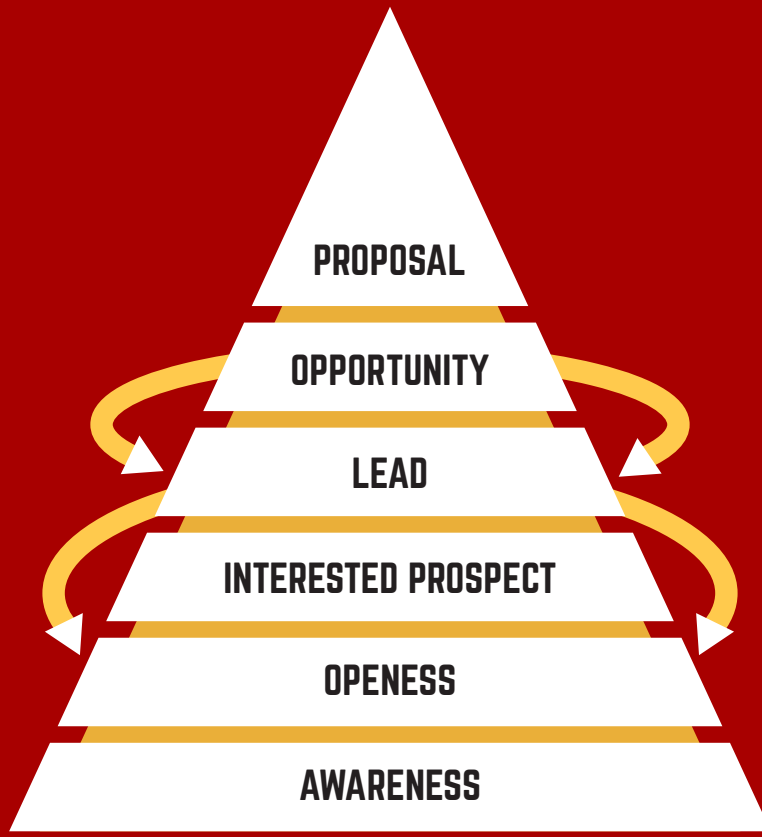 PROPOSAL
OPPORTUNITY
LEAD
INTERESTED PROSPECT
OPENESS
AWARENESS